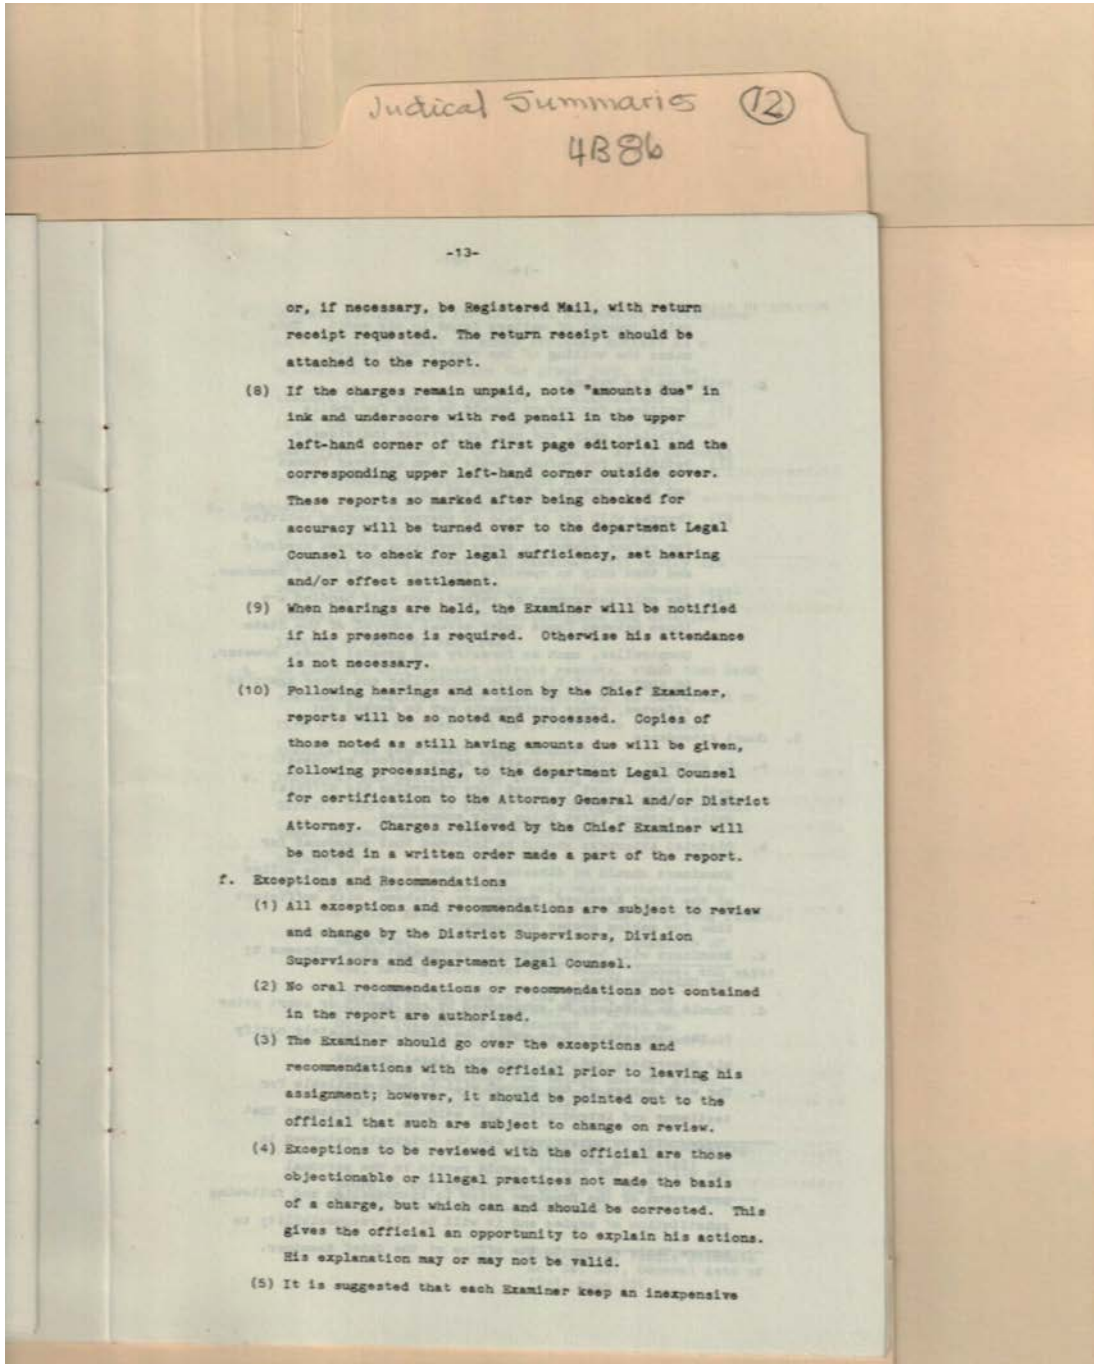 Judical Summaries (12)
4B86
-13-
or, if necessary, be Registered Mail, with return
receipt requested. The return receipt should be
attached to the report.
(8) If the charges remain unpaid, note "amounts due" in
ink and underscore with red pencil in the upper
left-hand corner of the first page editorial and the
corresponding upper left-hand corner outside cover.
These reports so marked after being checked for
accuracy will be turned over to the department Legal
Counsel to check for legal sufficiency, set hearing
and/or effect settlement.
(9) When hearings are held, the Examiner will be notified
if his presence is required. Otherwise his attendance
is not necessary.
(10) Following hearings and action by the Chief Examiner,
reports will be so noted and processed. Copies of
those noted as still having amounts due will be given,
following processing, to the department Legal Counsel
for certification to the Attorney General and/or District
Attorney. Charges relieved by the Chief Examiner will
be noted in a written order made a part of the report.
f. Exceptions and Recommendations
(1) All exceptions and recommendations are subject to review
and change by the District Supervisors, Division
Supervisors and department Legal Counsel.
(2) No oral recommendations or recommendations not contained
in the report are authorized.
(3) The Examiner should go over the exceptions and
recommendations with the official prior to leaving his
assignment; however, it should be pointed out to the
official that such are subject to change on review.
(4) Exceptions to be reviewed with the official are those
objectionable or illegal practices not made the basis
of a charge, but which can and should be corrected. This
gives the official an opportunity to explain his actions.
His explanation may or may not be valid.
(5) It is suggested that each Examiner keep an inexpensive